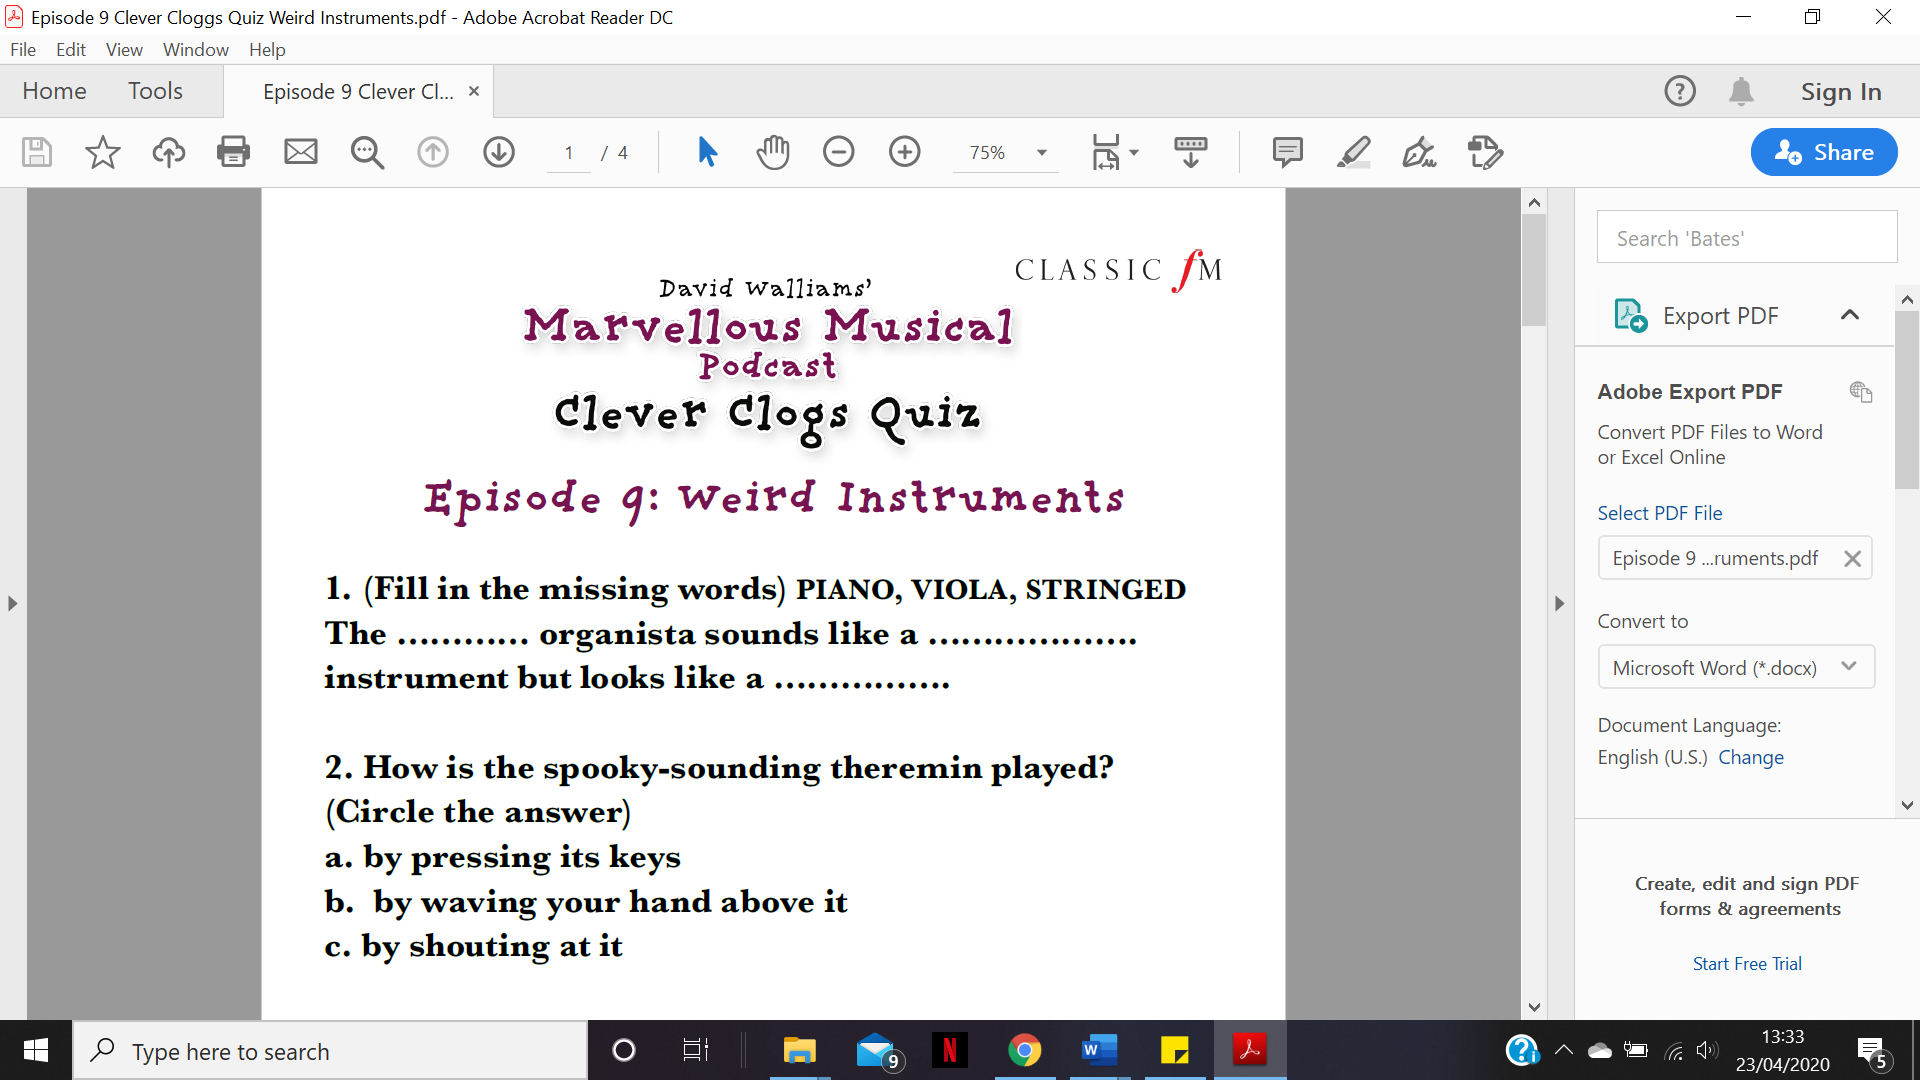 Episode 9 Clever Cloggs Quiz Weird Instruments.pdf - Adobe Acrobat Reader DC
File Edit View Window Help
Home Tools Episode 9 Clever Cl... × Sign In
1 / 4 75% Share
CLASSIC fM
David Walliams'
Marvellous Musical
Podcast
Clever Clogs Quiz
Episode 9: Weird Instruments
1. (Fill in the missing words) PIANO, VIOLA, STRINGED
The ………… organista sounds like a ………………..
instrument but looks like a …………….
2. How is the spooky-sounding theremin played?
(Circle the answer)
a. by pressing its keys
b. by waving your hand above it
c. by shouting at it
Search 'Bates'
Export PDF
Adobe Export PDF
Convert PDF Files to Word
or Excel Online
Select PDF File
Episode 9 ...ruments.pdf
Convert to
Microsoft Word (*.docx)
Document Language:
English (U.S.) Change
Create, edit and sign PDF
forms & agreements
Start Free Trial
Type here to search
9
N
W
13:33
23/04/2020
5